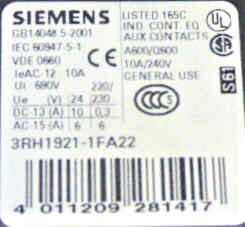 SIEMENS
GB14048.5-2001
IEC 60947-5-1
VDE 0660
IeAC-12 10A
Ui 690V 220/
Ue (V) 24 230
DC-13 (A) 10 0,3
AC-15 (A) 6 6
LISTED 165C
IND. CONT. EQ
AUX CONTACTS
A600/Q600
10A/240V
GENERAL USE
CCC S
S91
3RH1921-1FA22
4 011209 281417